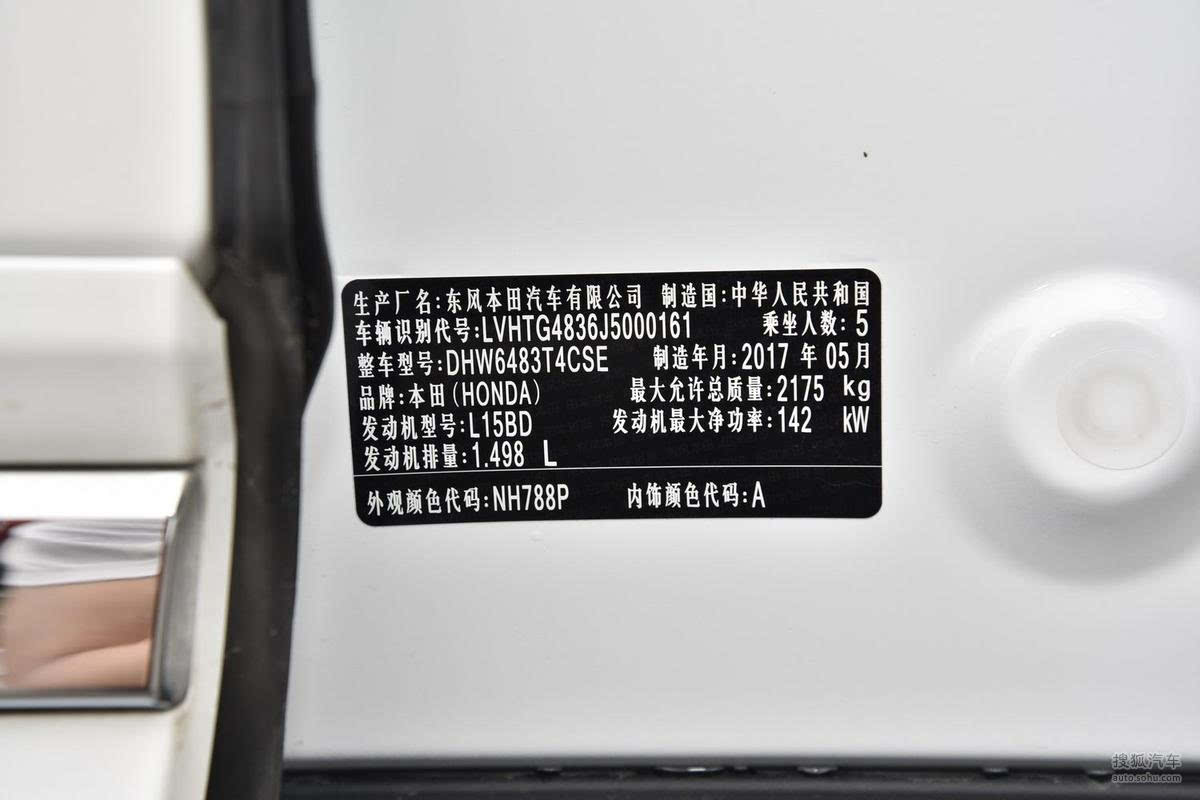 生产厂名:东风本田汽车有限公司 制造国:中华人民共和国
车辆识别代号:LVHTG4836J5000161 乘坐人数:5
整车型号:DHW6483T4CSE 制造年月:2017 年 05月
品牌:本田(HONDA) 最大允许总质量:2175 kg
发动机型号:L15BD 发动机最大净功率:142 kW
发动机排量:1.498 L
外观颜色代码:NH788P 内饰颜色代码:A
搜狐汽车
auto.sohu.com